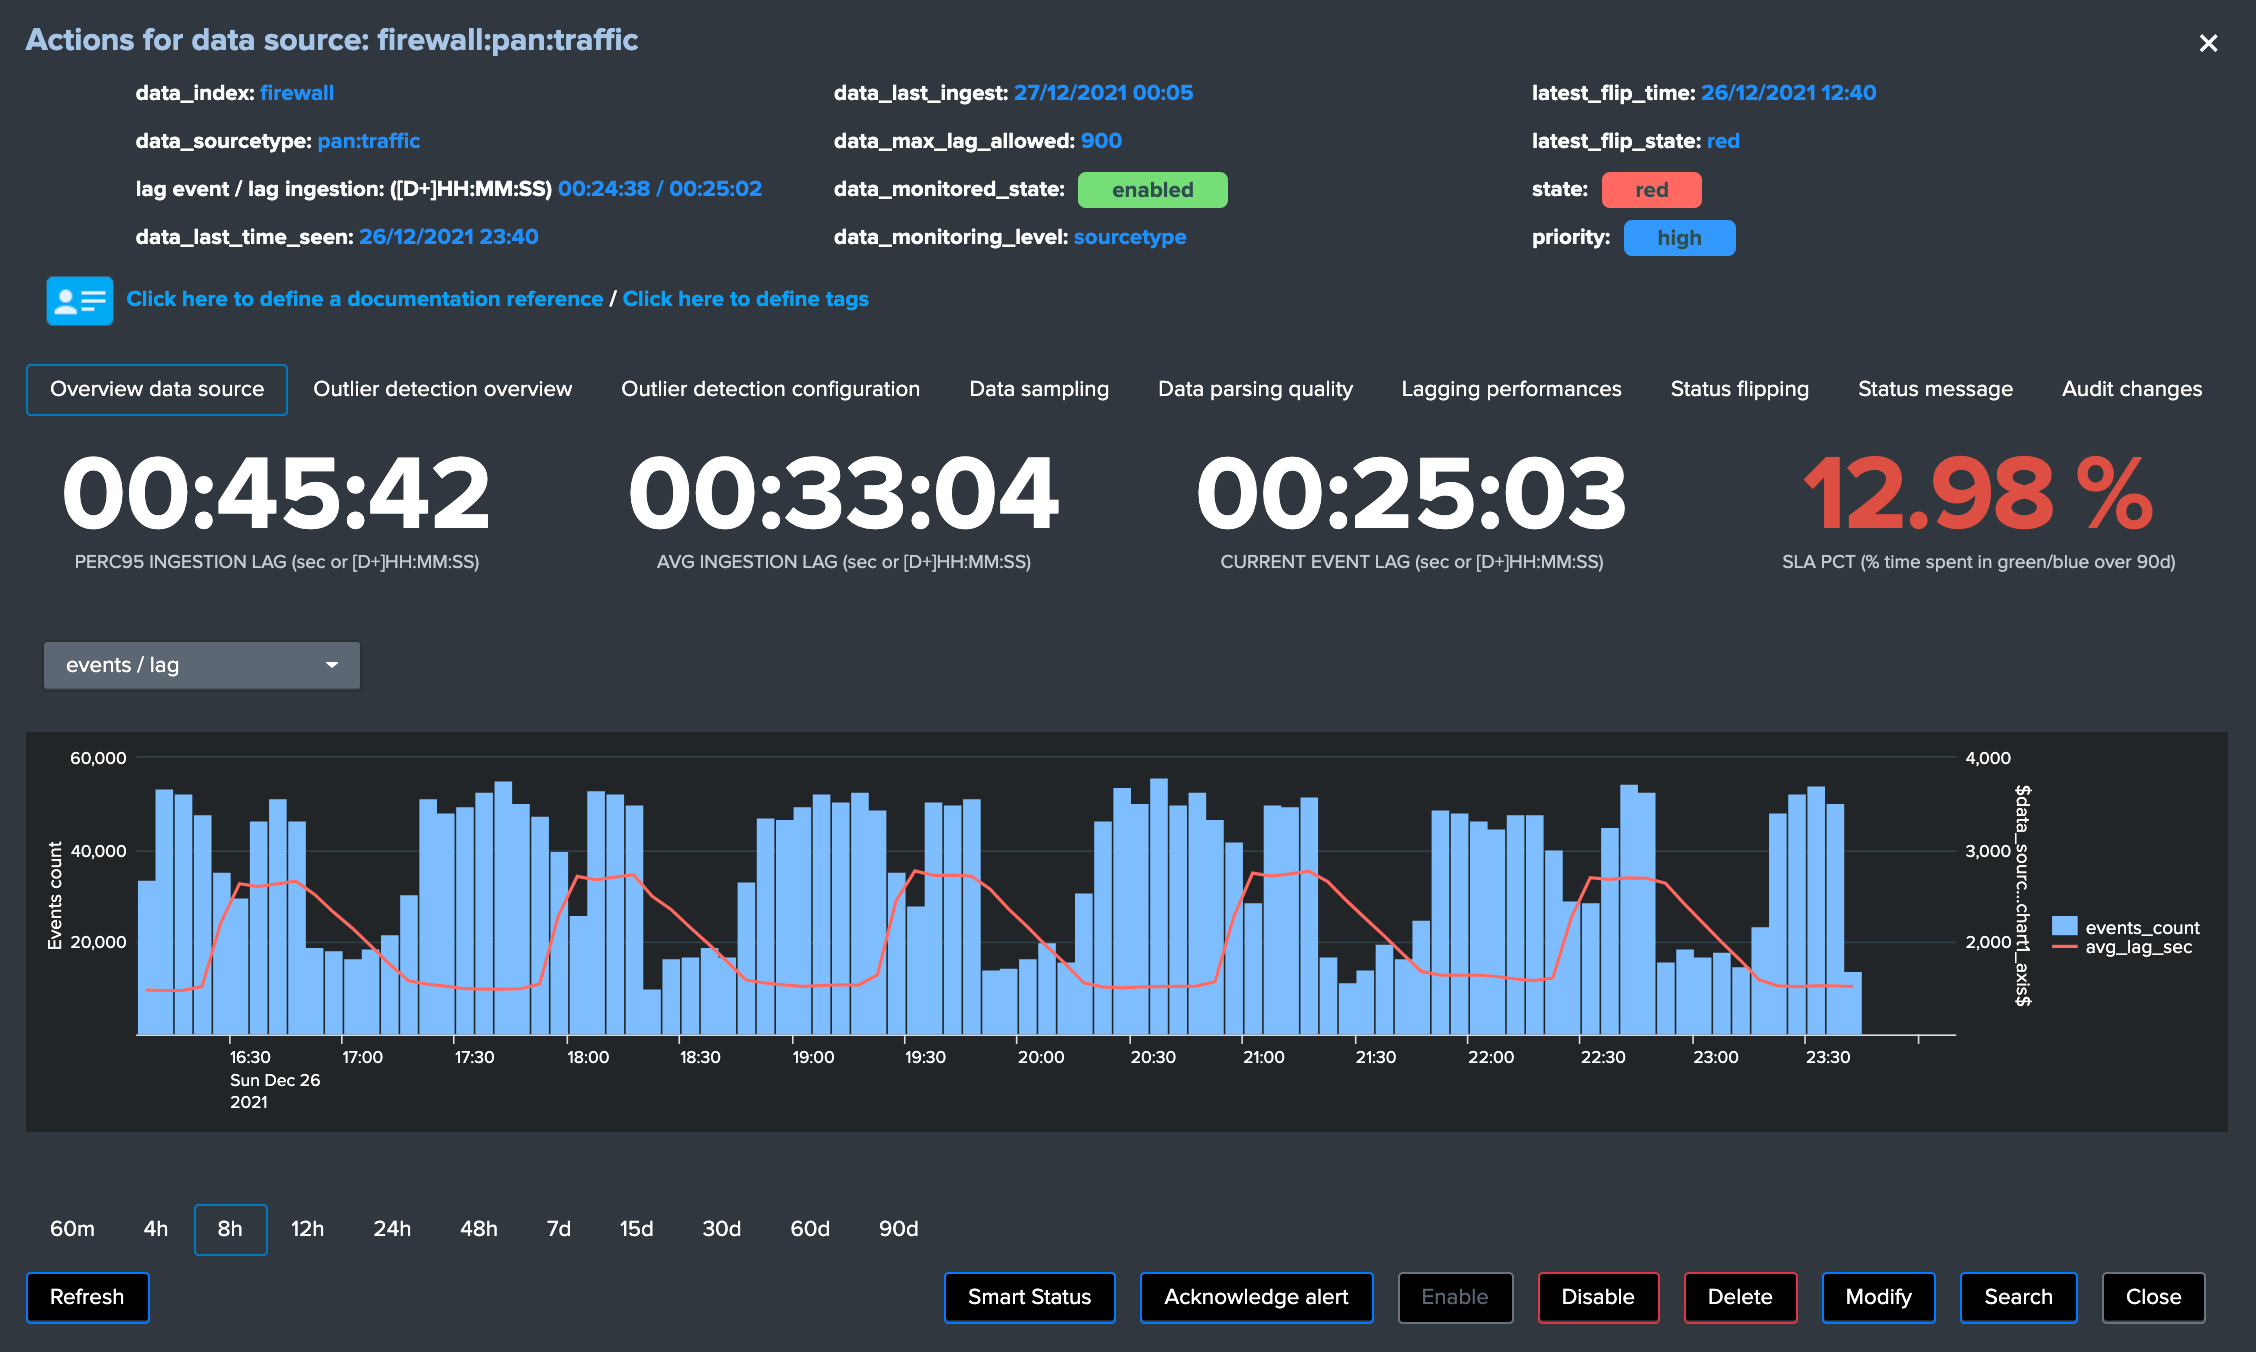 Actions for data source: firewall:pan:traffic
data_index: firewall
data_last_ingest: 27/12/2021 00:05
latest_flip_time: 26/12/2021 12:40
data_sourcetype: pan:traffic
data_max_lag_allowed: 900
latest_flip_state: red
lag event / lag ingestion: ([D+]HH:MM:SS) 00:24:38 / 00:25:02
data_monitored_state: enabled
state: red
data_last_time_seen: 26/12/2021 23:40
data_monitoring_level: sourcetype
priority: high
Click here to define a documentation reference / Click here to define tags
Overview data source
Outlier detection overview
Outlier detection configuration
Data sampling
Data parsing quality
Lagging performances
Status flipping
Status message
Audit changes
00:45:42
PERC95 INGESTION LAG (sec or [D+]HH:MM:SS)
00:33:04
AVG INGESTION LAG (sec or [D+]HH:MM:SS)
00:25:03
CURRENT EVENT LAG (sec or [D+]HH:MM:SS)
12.98 %
SLA PCT (% time spent in green/blue over 90d)
events / lag
60,000
40,000
20,000
Events count
4,000
3,000
2,000
$data_sourc...chart1_axis$
events_count
avg_lag_sec
16:30
Sun Dec 26
2021
17:00
17:30
18:00
18:30
19:00
19:30
20:00
20:30
21:00
21:30
22:00
22:30
23:00
23:30
60m
4h
8h
12h
24h
48h
7d
15d
30d
60d
90d
Refresh
Smart Status
Acknowledge alert
Enable
Disable
Delete
Modify
Search
Close